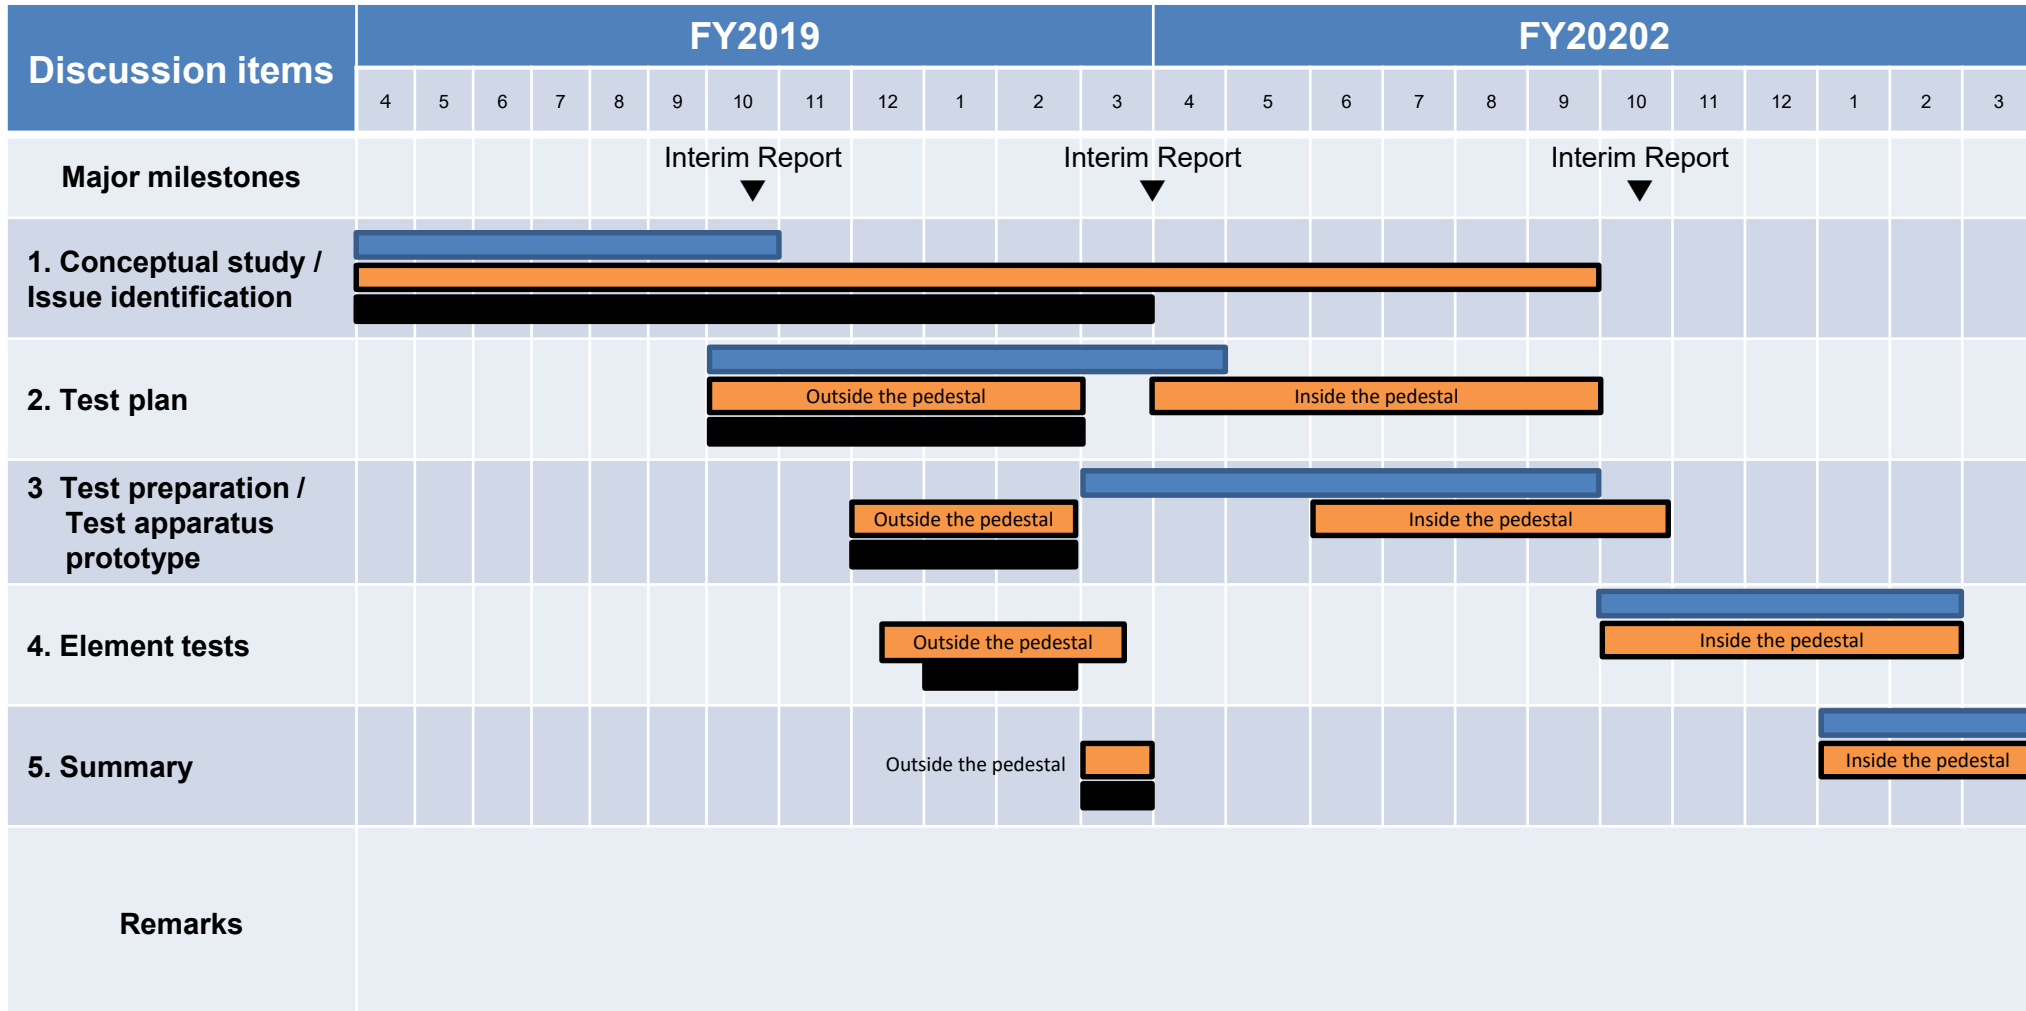 Discussion items
FY2019
FY20202
4 5 6 7 8 9 10 11 12 1 2 3 4 5 6 7 8 9 10 11 12 1 2 3
Major milestones
Interim Report
Interim Report
Interim Report
1. Conceptual study /
Issue identification
2. Test plan
Outside the pedestal
Inside the pedestal
3 Test preparation /
Test apparatus
prototype
Outside the pedestal
Inside the pedestal
4. Element tests
Outside the pedestal
Inside the pedestal
5. Summary
Outside the pedestal
Inside the pedestal
Remarks